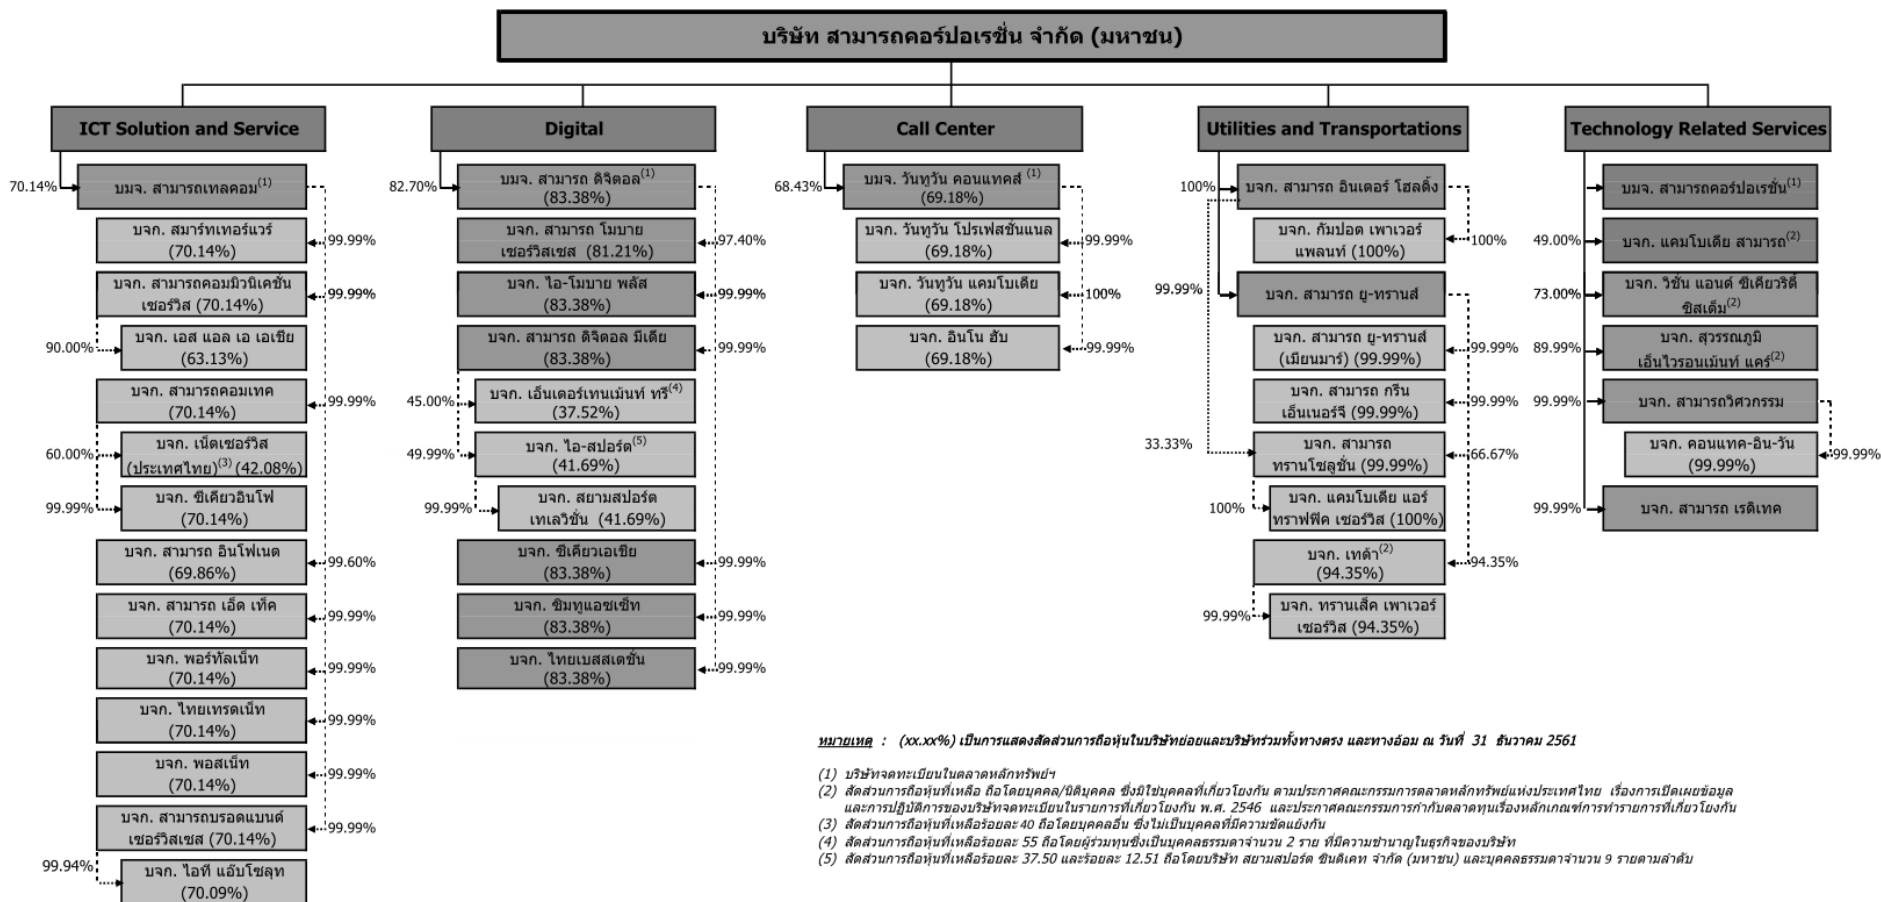 บริษัท สามารถคอร์ปอเรชั่น จำกัด (มหาชน)
ICT Solution and Service
70.14%
บมจ. สามารถเทลคอม(1)
บจก. สมาร์ทเทอร์แวร์
(70.14%)
99.99%
บจก. สามารถคอมมิวนิเคชั่น
เซอร์วิส (70.14%)
99.99%
90.00%
บจก. เอส แอล เอ เอเชีย
(63.13%)
บจก. สามารถคอมเทค
(70.14%)
99.99%
60.00%
บจก. เน็ตเซอร์วิส
(ประเทศไทย)(3) (42.08%)
99.99%
บจก. ซีเคียวอินโฟ
(70.14%)
บจก. สามารถ อินโฟเนต
(69.86%)
99.60%
บจก. สามารถ เอ็ด เท็ค
(70.14%)
99.99%
บจก. พอร์ทัลเน็ท
(70.14%)
99.99%
บจก. ไทยเทรดเน็ท
(70.14%)
99.99%
บจก. พอสเน็ท
(70.14%)
99.99%
บจก. สามารถบรอดแบนด์
เซอร์วิสเซส (70.14%)
99.99%
99.94%
บจก. ไอที แอ๊บโซลุท
(70.09%)
Digital
82.70%
บมจ. สามารถ ดิจิตอล(1)
(83.38%)
บจก. สามารถ โมบาย
เซอร์วิสเซส (81.21%)
97.40%
บจก. ไอ-โมบาย พลัส
(83.38%)
99.99%
บจก. สามารถ ดิจิตอล มีเดีย
(83.38%)
99.99%
45.00%
บจก. เอ็นเตอร์เทนเม้นท์ ทรี(4)
(37.52%)
49.99%
บจก. ไอ-สปอร์ต(5)
(41.69%)
99.99%
บจก. สยามสปอร์ต
เทเลวิชั่น (41.69%)
บจก. ซีเคียวเอเชีย
(83.38%)
99.99%
บจก. ซิมทูแอซเซ็ท
(83.38%)
99.99%
บจก. ไทยเบสสเตชั่น
(83.38%)
99.99%
Call Center
68.43%
บมจ. วันทูวัน คอนแทคส์ (1)
(69.18%)
บจก. วันทูวัน โปรเฟสชั่นแนล
(69.18%)
99.99%
บจก. วันทูวัน แคมโบเดีย
(69.18%)
100%
บจก. อินโน ฮับ
(69.18%)
99.99%
Utilities and Transportations
100%
บจก. สามารถ อินเตอร์ โฮลดิ้ง
บจก. กัมปอต เพาเวอร์
แพลนท์ (100%)
100%
99.99%
บจก. สามารถ ยู-ทรานส์
บจก. สามารถ ยู-ทรานส์
(เมียนมาร์) (99.99%)
99.99%
บจก. สามารถ กรีน
เอ็นเนอร์จี (99.99%)
99.99%
33.33%
บจก. สามารถ
ทรานโซลูชั่น (99.99%)
66.67%
100%
บจก. แคมโบเดีย แอร์
ทราฟฟิค เซอร์วิส (100%)
บจก. เทด้า(2)
(94.35%)
94.35%
99.99%
บจก. ทรานเส็ค เพาเวอร์
เซอร์วิส (94.35%)
Technology Related Services
บมจ. สามารถคอร์ปอเรชั่น(1)
49.00%
บจก. แคมโบเดีย สามารถ(2)
73.00%
บจก. วิชั่น แอนด์ ซีเคียวริตี้
ซิสเต็ม(2)
89.99%
บจก. สุวรรณภูมิ
เอ็นไวรอนเม้นท์ แคร์(2)
99.99%
บจก. สามารถวิศวกรรม
บจก. คอนแทค-อิน-วัน
(99.99%)
99.99%
99.99%
บจก. สามารถ เรดิเทค
หมายเหตุ : (xx.xx%) เป็นการแสดงสัดส่วนการถือหุ้นในบริษัทย่อยและบริษัทร่วมทั้งทางตรง และทางอ้อม ณ วันที่ 31 ธันวาคม 2561
(1) บริษัทจดทะเบียนในตลาดหลักทรัพย์ฯ
(2) สัดส่วนการถือหุ้นที่เหลือ ถือโดยบุคคล/นิติบุคคล ซึ่งมิใช่บุคคลที่เกี่ยวโยงกัน ตามประกาศคณะกรรมการตลาดหลักทรัพย์แห่งประเทศไทย เรื่องการเปิดเผยข้อมูล
และการปฏิบัติการของบริษัทจดทะเบียนในรายการที่เกี่ยวโยงกัน พ.ศ. 2546 และประกาศคณะกรรมการกำกับตลาดทุนเรื่องหลักเกณฑ์การทำรายการที่เกี่ยวโยงกัน
(3) สัดส่วนการถือหุ้นที่เหลือร้อยละ 40 ถือโดยบุคคลอื่น ซึ่งไม่เป็นบุคคลที่มีความขัดแย้งกัน
(4) สัดส่วนการถือหุ้นที่เหลือร้อยละ 55 ถือโดยผู้ร่วมทุนซึ่งเป็นบุคคลธรรมดาจำนวน 2 ราย ที่มีความชำนาญในธุรกิจของบริษัท
(5) สัดส่วนการถือหุ้นที่เหลือร้อยละ 37.50 และร้อยละ 12.51 ถือโดยบริษัท สยามสปอร์ต ซินดิเคท จำกัด (มหาชน) และบุคคลธรรมดาจำนวน 9 รายตามลำดับ